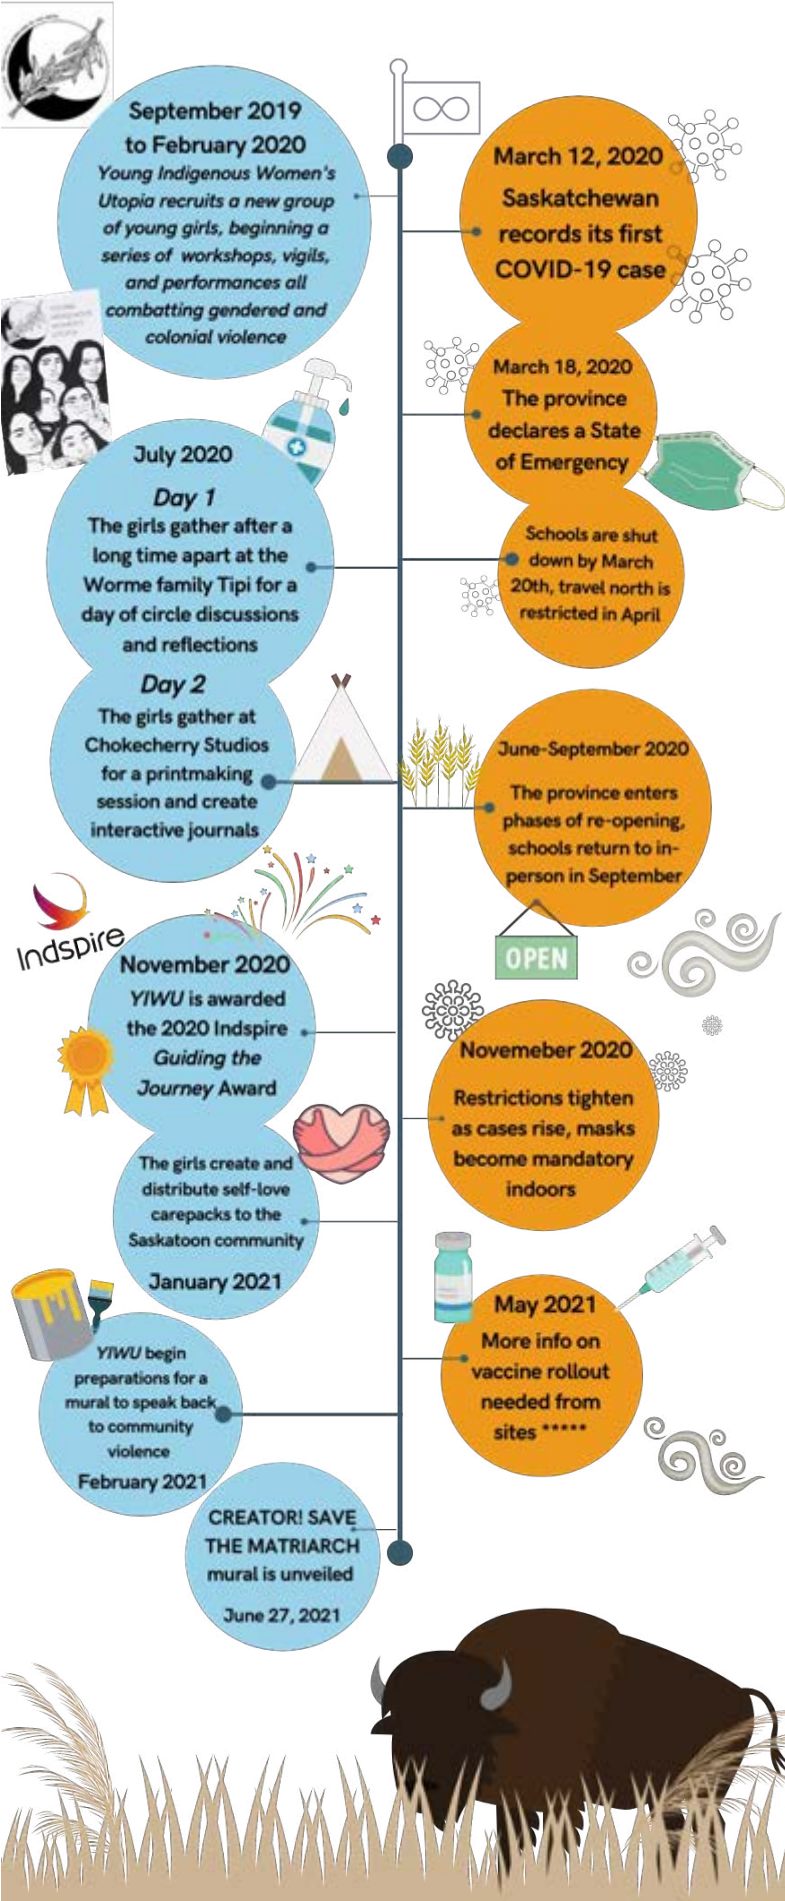 September 2019
to February 2020
Young Indigenous Women's
Utopia recruits a new group
of young girls, beginning a
series of workshops, vigils,
and performances all
combatting gendered and
colonial violence
March 12, 2020
Saskatchewan
records its first
COVID-19 case
March 18, 2020
The province
declares a State
of Emergency
Schools are shut
down by March
20th, travel north is
restricted in April
July 2020
Day 1
The girls gather after a
long time apart at the
Worme family Tipi for a
day of circle discussions
and reflections
Day 2
The girls gather at
Chokecherry Studios
for a printmaking
session and create
interactive journals
June-September 2020
The province enters
phases of re-opening,
schools return to in-
person in September
OPEN
Indspire
November 2020
YIWU is awarded
the 2020 Indspire
Guiding the
Journey Award
Novemeber 2020
Restrictions tighten
as cases rise, masks
become mandatory
indoors
The girls create and
distribute self-love
carepacks to the
Saskatoon community
January 2021
May 2021
More info on
vaccine rollout
needed from
sites *****
YIWU begin
preparations for a
mural to speak back
to community
violence
February 2021
CREATOR! SAVE
THE MATRIARCH
mural is unveiled
June 27, 2021